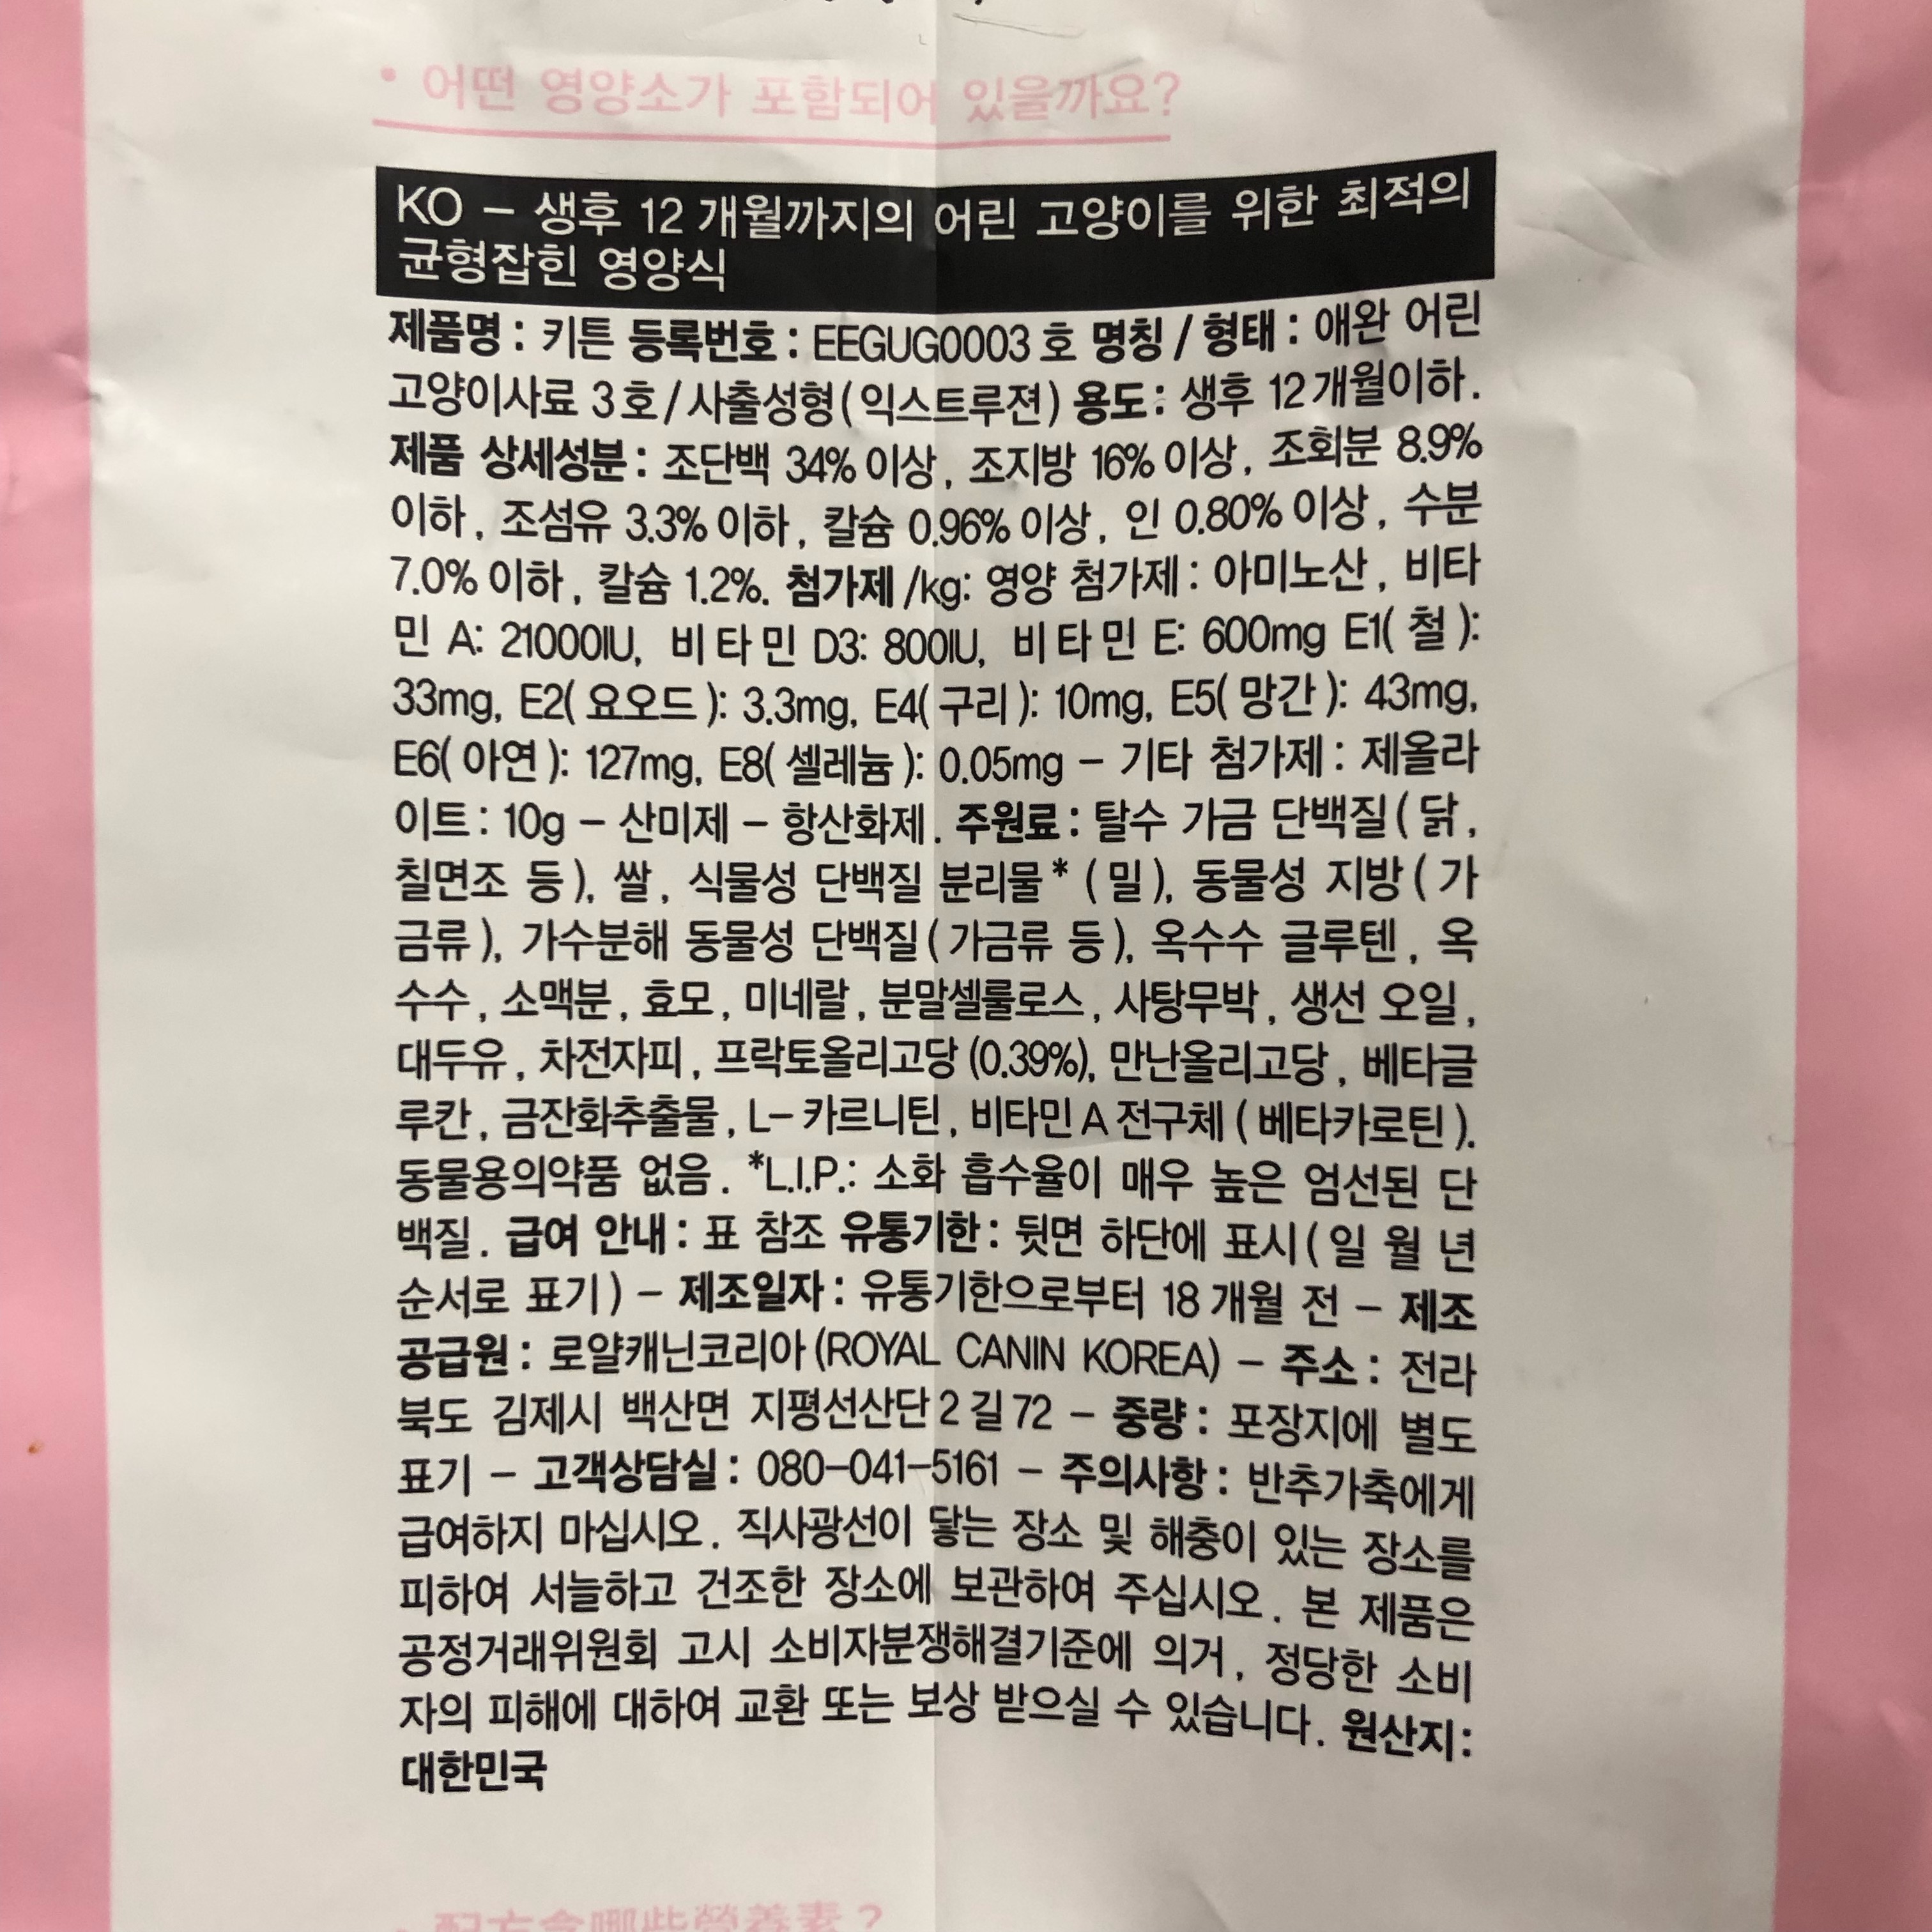 • 어떤 영양소가 포함되어 있을까요?
KO – 생후 12 개월까지의 어린 고양이를 위한 최적의
균형잡힌 영양식
제품명 : 키튼 등록번호 : EEGUG0003 호 명칭 / 형태 : 애완 어린
고양이사료 3호/사출성형(익스트루젼) 용도: 생후 12개월이하.
제품 상세성분 : 조단백 34% 이상, 조지방 16% 이상, 조회분 8.9%
이하, 조섬유 3.3% 이하, 칼슘 0.96% 이상, 인 0.80% 이상, 수분
7.0% 이하, 칼슘 1.2%. 첨가제 /kg: 영양 첨가제 : 아미노산, 비타
민 A: 21000IU, 비타민 D3: 800IU, 비타민 E: 600mg E1( 철 ):
33mg, E2( 요오드 ): 3.3mg, E4( 구리 ): 10mg, E5( 망간 ): 43mg,
E6( 아연 ): 127mg, E8( 셀레늄 ): 0.05mg – 기타 첨가제 : 제올라
이트 : 10g – 산미제 – 항산화제. 주원료 : 탈수 가금 단백질 ( 닭,
칠면조 등 ), 쌀, 식물성 단백질 분리물 * ( 밀 ), 동물성 지방 ( 가
금류 ), 가수분해 동물성 단백질 ( 가금류 등 ), 옥수수 글루텐, 옥
수수, 소맥분, 효모, 미네랄, 분말셀룰로스, 사탕무박, 생선 오일,
대두유, 차전자피, 프락토올리고당 (0.39%), 만난올리고당, 베타글
루칸, 금잔화추출물, L– 카르니틴, 비타민 A 전구체 ( 베타카로틴 ).
동물용의약품 없음. *L.I.P.: 소화 흡수율이 매우 높은 엄선된 단
백질. 급여 안내 : 표 참조 유통기한 : 뒷면 하단에 표시 ( 일 월 년
순서로 표기 ) – 제조일자 : 유통기한으로부터 18 개월 전 – 제조
공급원 : 로얄캐닌코리아 (ROYAL CANIN KOREA) – 주소 : 전라
북도 김제시 백산면 지평선산단 2 길 72 – 중량 : 포장지에 별도
표기 – 고객상담실 : 080–041–5161 – 주의사항 : 반추가축에게
급여하지 마십시오. 직사광선이 닿는 장소 및 해충이 있는 장소를
피하여 서늘하고 건조한 장소에 보관하여 주십시오. 본 제품은
공정거래위원회 고시 소비자분쟁해결기준에 의거, 정당한 소비
자의 피해에 대하여 교환 또는 보상 받으실 수 있습니다. 원산지:
대한민국
• 配方含哪些營養素？